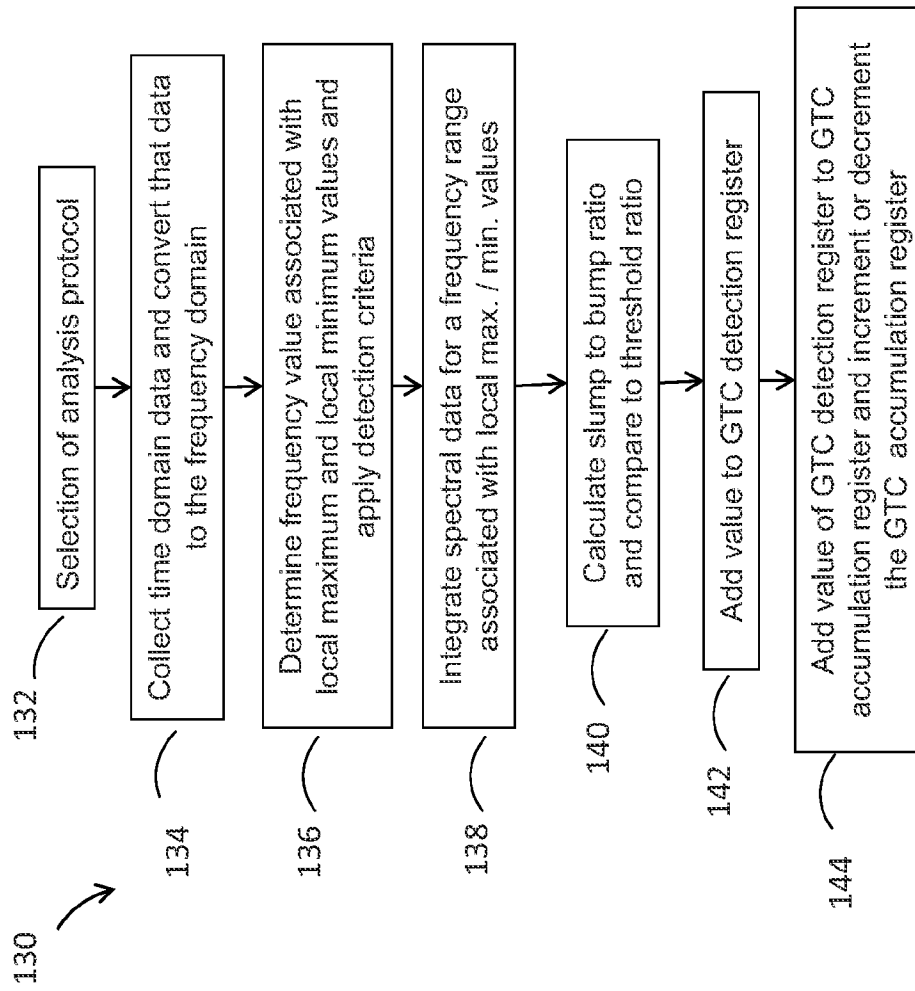 130
132
Selection of analysis protocol
134
Collect time domain data and convert that data
to the frequency domain
136
Determine frequency value associated with
local maximum and local minimum values and
apply detection criteria
138
Integrate spectral data for a frequency range
associated with local max. / min. values
140
Calculate slump to bump ratio
and compare to threshold ratio
142
Add value to GTC detection register
144
Add value of GTC detection register to GTC
accumulation register and increment or decrement
the GTC accumulation register